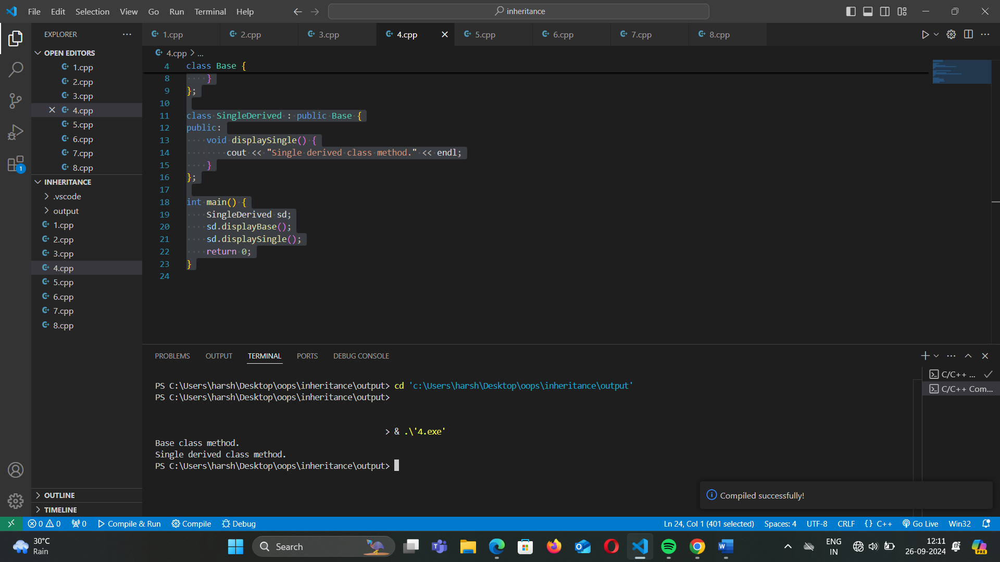 File Edit Selection View Go Run Terminal Help
inheritance
EXPLORER
1.cpp 2.cpp 3.cpp 4.cpp 5.cpp 6.cpp 7.cpp 8.cpp
OPEN EDITORS
1.cpp
2.cpp
3.cpp
4.cpp
5.cpp
6.cpp
7.cpp
8.cpp
INHERITANCE
.vscode
output
1.cpp
2.cpp
3.cpp
4.cpp
5.cpp
6.cpp
7.cpp
8.cpp
OUTLINE
TIMELINE
1
4.cpp > ...
4 class Base {
8 }
9 };
10
11 class SingleDerived : public Base {
12 public:
13 void displaySingle() {
14 cout << "Single derived class method." << endl;
15 }
16 };
17
18 int main() {
19 SingleDerived sd;
20 sd.displayBase();
21 sd.displaySingle();
22 return 0;
23 }
24
PROBLEMS OUTPUT TERMINAL PORTS DEBUG CONSOLE
PS C:\Users\harsh\Desktop\oops\inheritance\output> cd 'c:\Users\harsh\Desktop\oops\inheritance\output'
PS C:\Users\harsh\Desktop\oops\inheritance\output>
> & .\'4.exe'
Base class method.
Single derived class method.
PS C:\Users\harsh\Desktop\oops\inheritance\output>
C/C++ ...
C/C++ Com...
Compiled successfully!
0 0 0 Compile & Run Compile Debug
Ln 24, Col 1 (401 selected) Spaces: 4 UTF-8 CRLF {} C++ Go Live Win32
30°C
Rain
Search
ENG
IN
12:11
26-09-2024
PRE